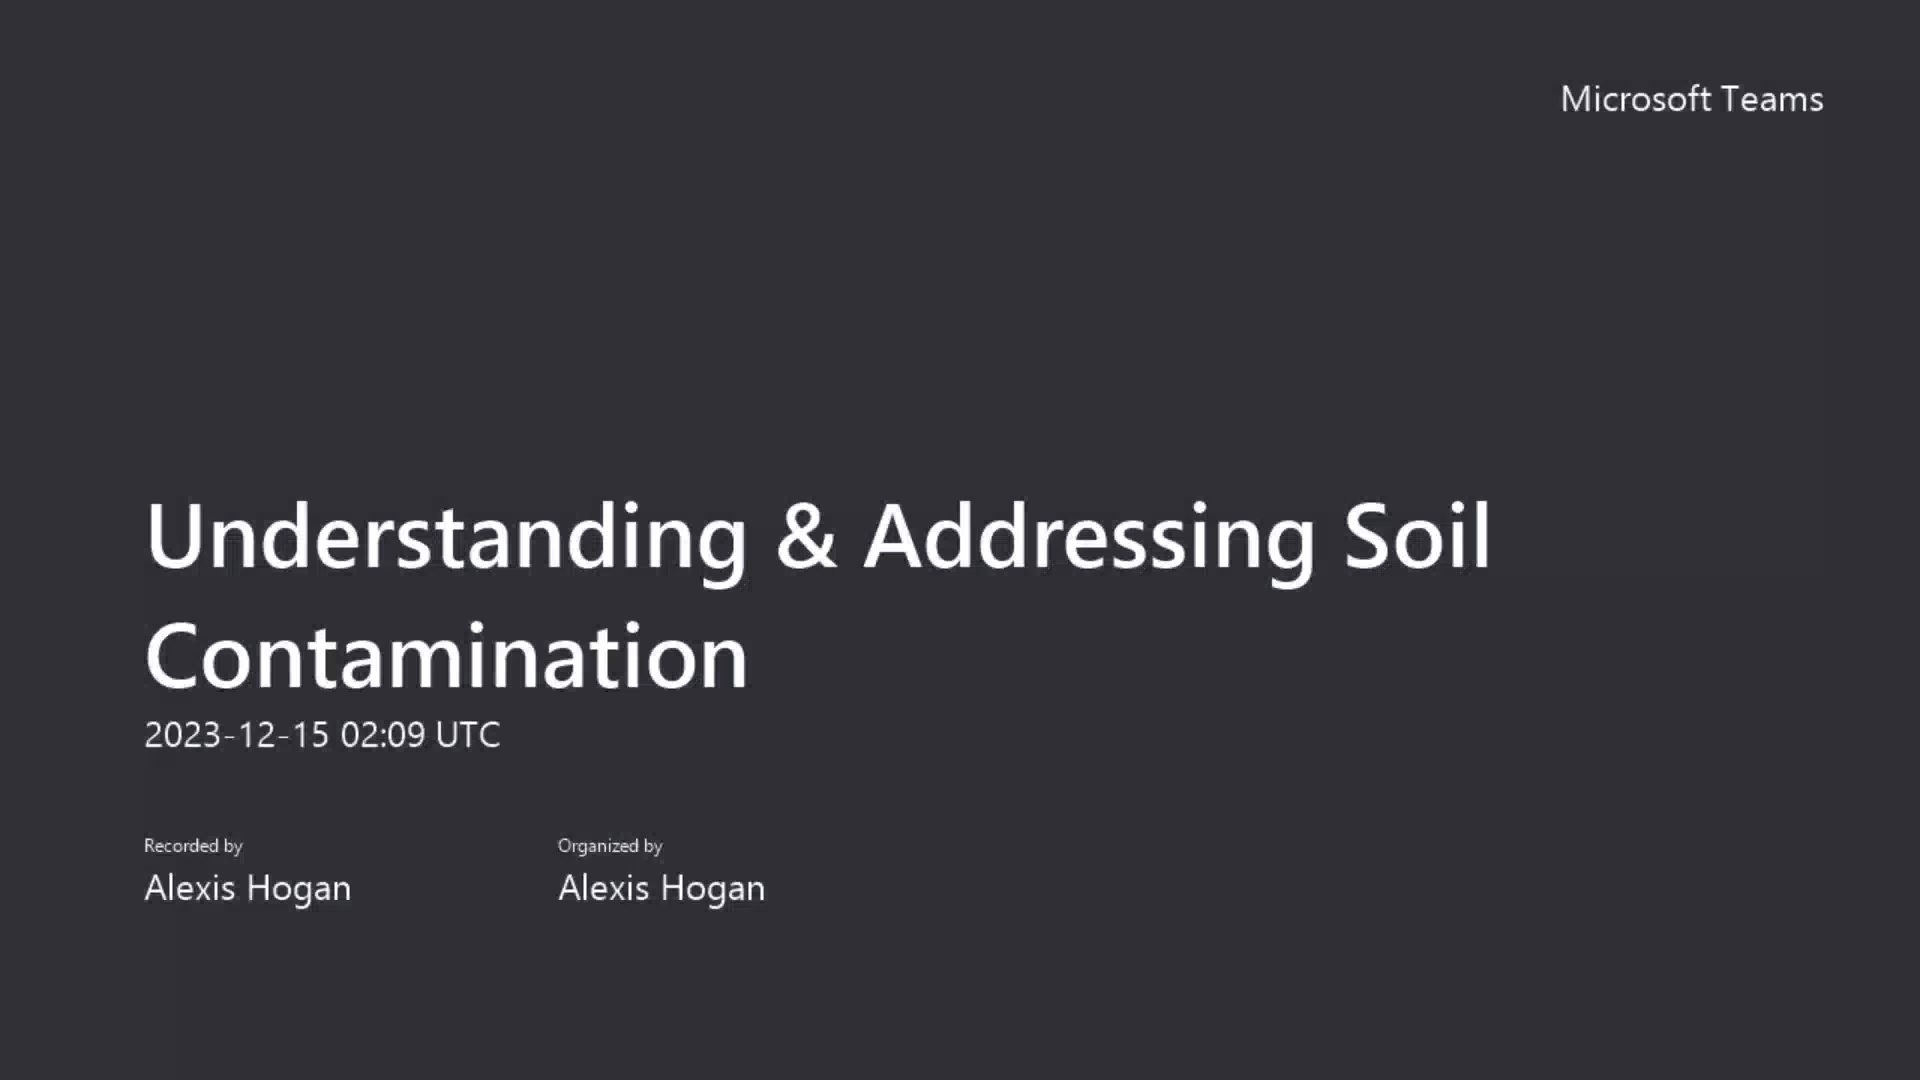 Microsoft Teams
Understanding & Addressing Soil
Contamination
2023-12-15 02:09 UTC
Recorded by
Alexis Hogan
Organized by
Alexis Hogan